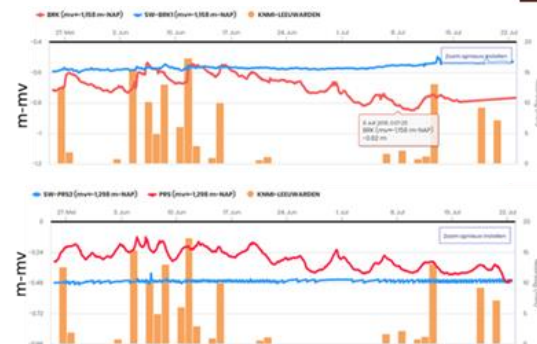 BRK (mv=-1,158 m-NAP) SW-BRK1 (mv=-1,158 m-NAP) KNMI-LEEUWARDEN
27 Mei 3. Jun 10. Jun 17. Jun 24. Jun 1. Jul 8. Jul 15. Jul 22. Jul
-0,4
20
Zoom opnieuw instellen
-0,6
15
m-mv
-0,8
10
BRK (mv=-1,158 m-NAP)
-0.82 m
-1
5
-1,2
0
SW-PRS2 (mv=-1,298 m-NAP) PRS (mv=-1,298 m-NAP) KNMI-LEEUWARDEN
27 Mei 3. Jun 10. Jun 17. Jun 24. Jun 1. Jul 8. Jul 15. Jul 22. Jul
0
20
Zoom opnieuw instellen
-0,24
15
m-mv
-0,48
10
-0,72
5
0